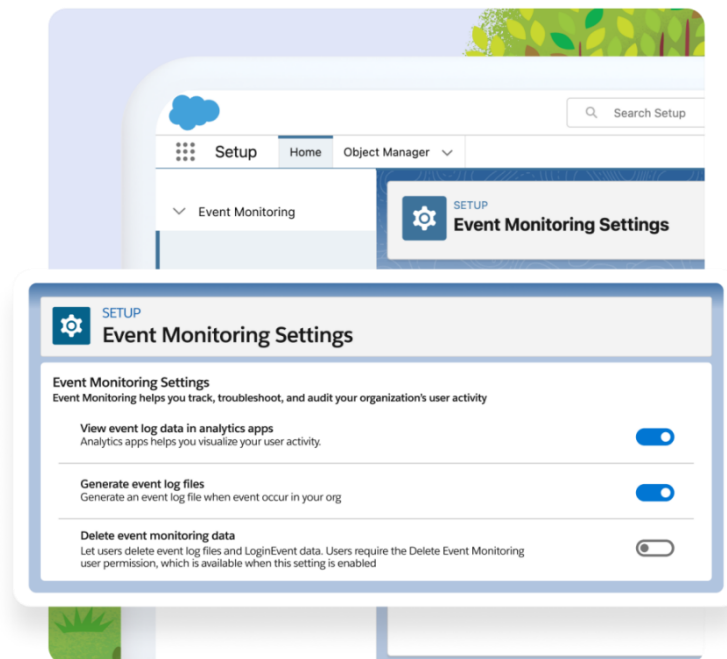 Search Setup
Setup
Home
Object Manager
Event Monitoring
SETUP
Event Monitoring Settings
SETUP
Event Monitoring Settings
Event Monitoring Settings
Event Monitoring helps you track, troubleshoot, and audit your organization's user activity
View event log data in analytics apps
Analytics apps helps you visualize your user activity.
Generate event log files
Generate an event log file when event occur in your org
Delete event monitoring data
Let users delete event log files and LoginEvent data. Users require the Delete Event Monitoring
user permission, which is available when this setting is enabled